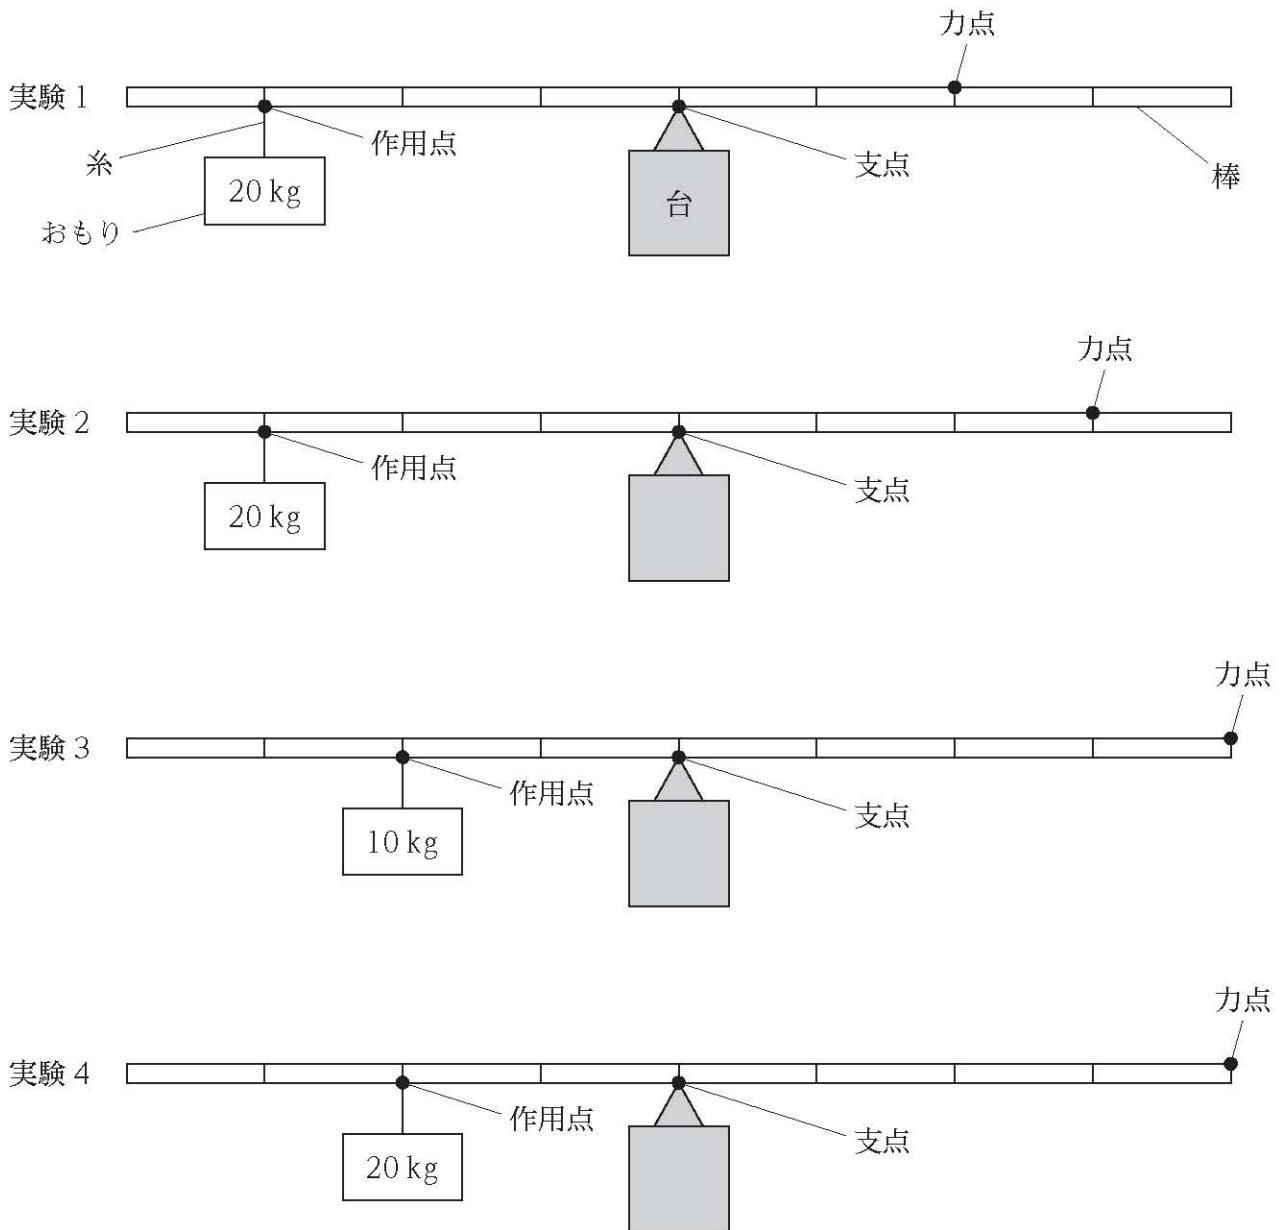 力点
実験 1
作用点
糸
支点
棒
20 kg
台
おもり
力点
実験 2
作用点
支点
20 kg
力点
実験 3
作用点
支点
10 kg
力点
実験 4
作用点
支点
20 kg